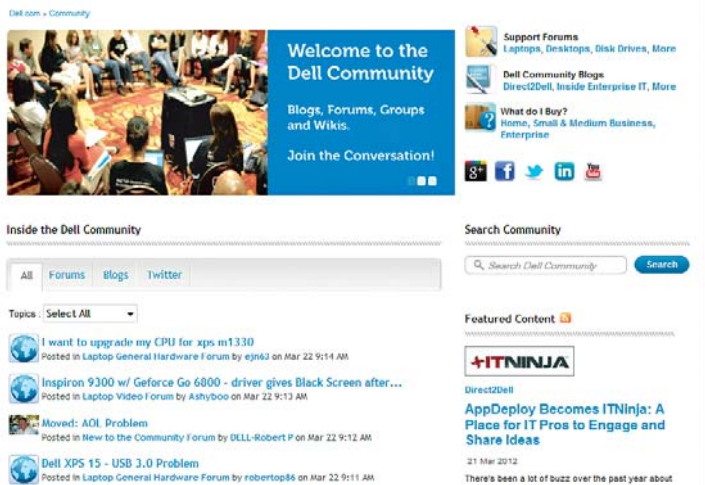 Dell.com » Community
Welcome to the
Dell Community
Blogs, Forums, Groups
and Wikis.
Join the Conversation!
Support Forums
Laptops, Desktops, Disk Drives, More
Dell Community Blogs
Direct2Dell, Inside Enterprise IT, More
What do I Buy?
Home, Small & Medium Business,
Enterprise
8+ f in You Tube
Inside the Dell Community
All Forums Blogs Twitter
Topics : Select All
I want to upgrade my CPU for xps m1330
Posted in Laptop General Hardware Forum by ejn63 on Mar 22 9:14 AM
Inspiron 9300 w/ Geforce Go 6800 - driver gives Black Screen after...
Posted in Laptop Video Forum by Ashyboo on Mar 22 9:13 AM
Moved: AOL Problem
Posted in New to the Community Forum by DELL-Robert P on Mar 22 9:12 AM
Dell XPS 15 - USB 3.0 Problem
Posted in Laptop General Hardware Forum by robertop86 on Mar 22 9:11 AM
Search Community
Search Dell Community Search
Featured Content
ITNINJA
Direct2Dell
AppDeploy Becomes ITNinja: A
Place for IT Pros to Engage and
Share Ideas
21 Mar 2012
There's been a lot of buzz over the past year about